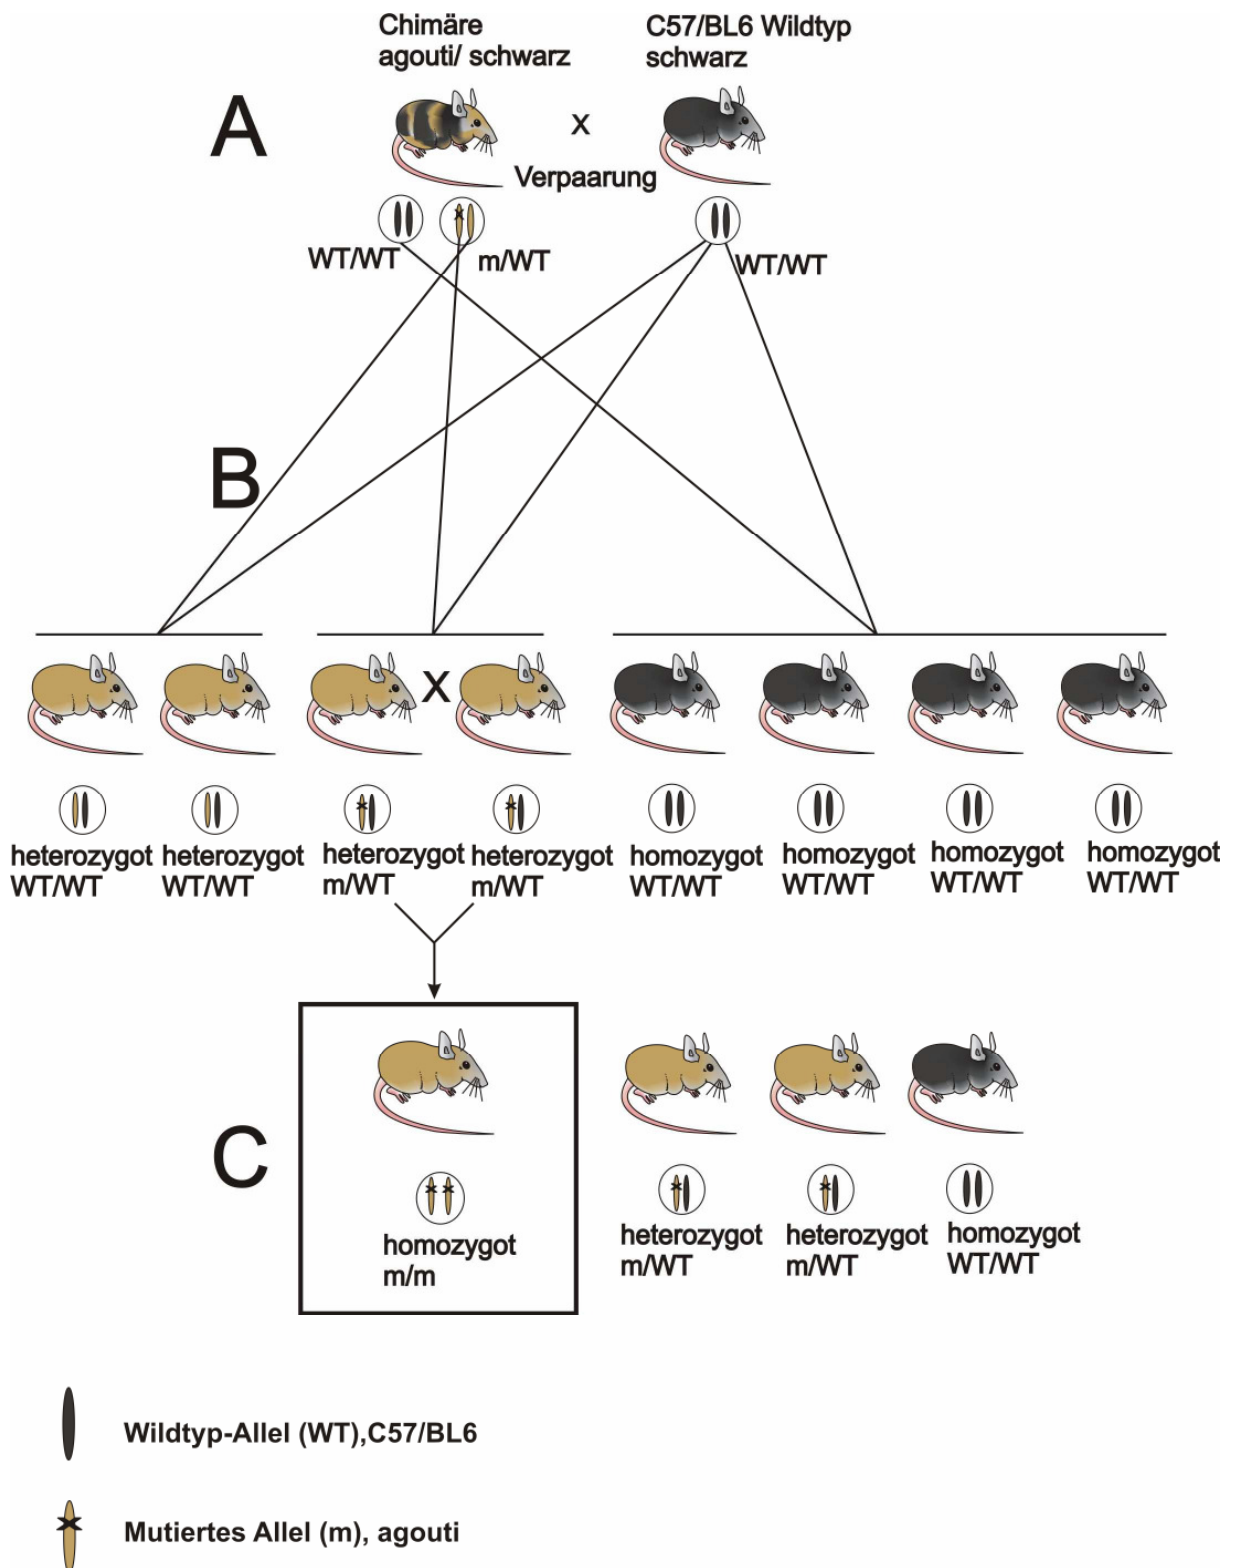 Chimäre
agouti/ schwarz
C57/BL6 Wildtyp
schwarz
A
x
Verpaarung
WT/WT
m/WT
WT/WT
B
x
heterozygot
WT/WT
heterozygot
WT/WT
heterozygot
m/WT
heterozygot
m/WT
homozygot
WT/WT
homozygot
WT/WT
homozygot
WT/WT
homozygot
WT/WT
C
homozygot
m/m
heterozygot
m/WT
heterozygot
m/WT
homozygot
WT/WT
Wildtyp-Allel (WT),C57/BL6
Mutiertes Allel (m), agouti